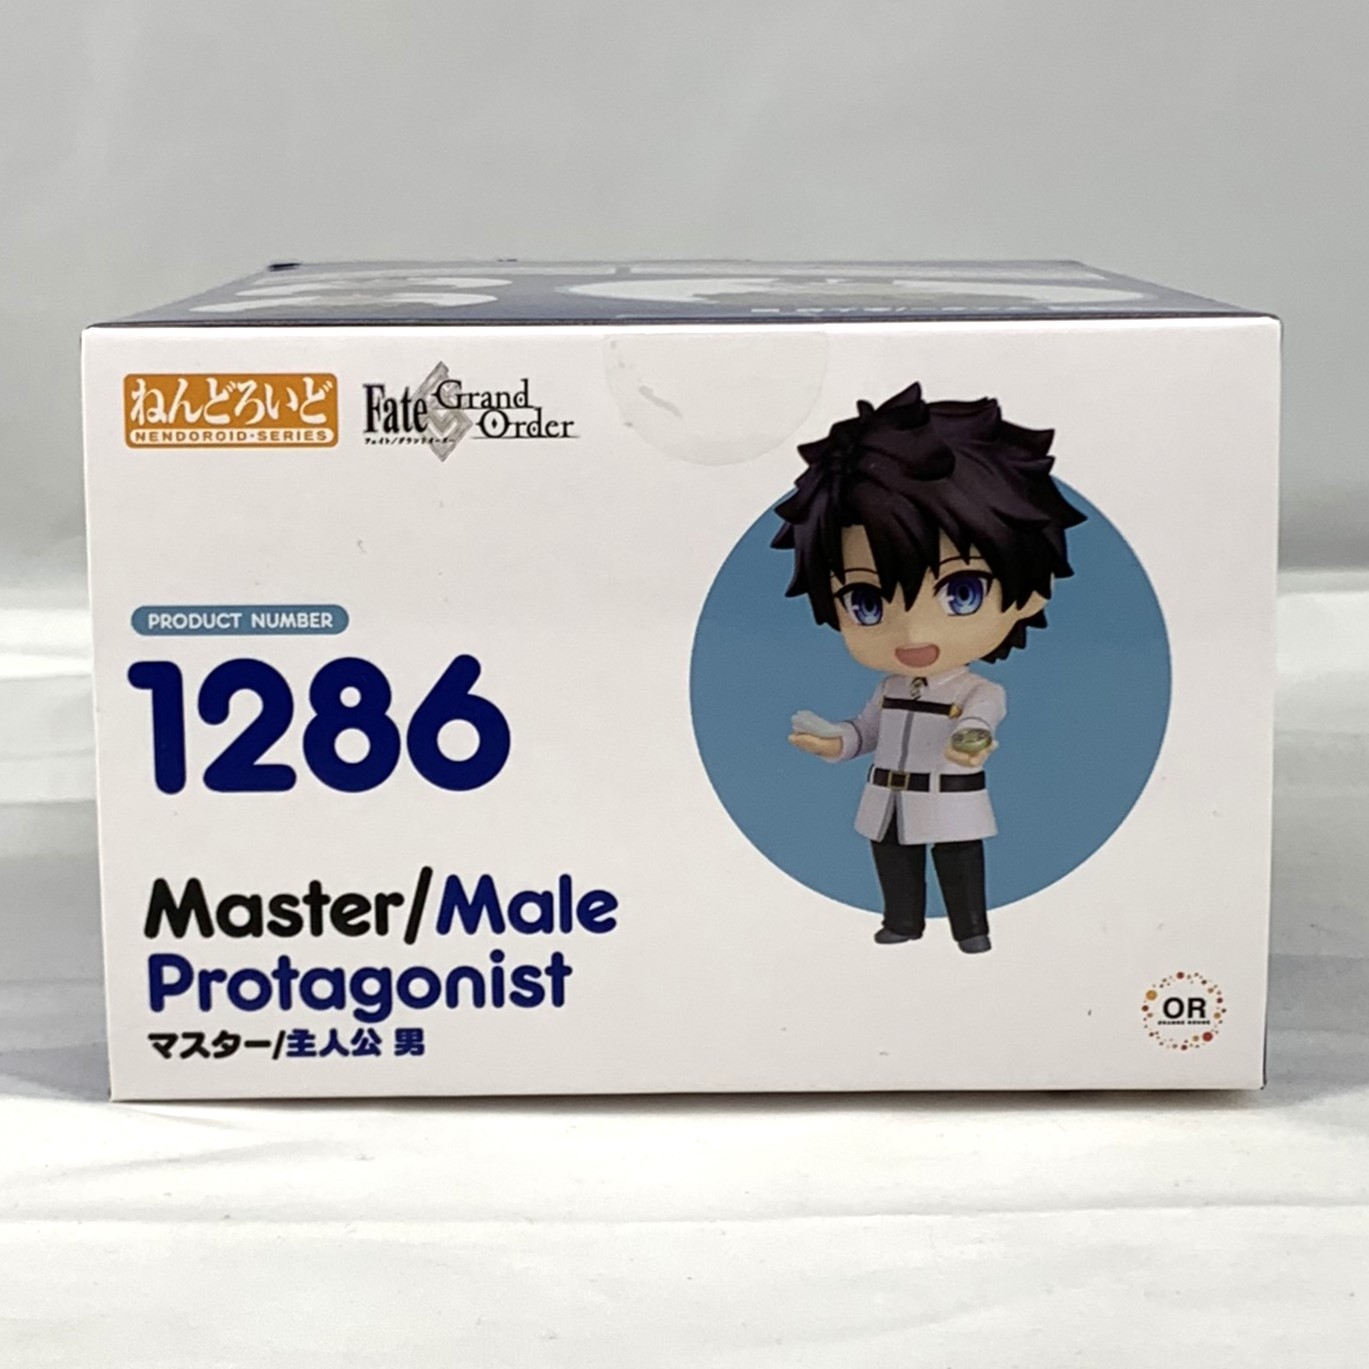 ねんどろいど
NENDOROID·SERIES
Fate Grand Order
フェイト/グランドオーダー
PRODUCT NUMBER
1286
Master/Male
Protagonist
マスター/主人公 男
OR
ORANGE ROUGE